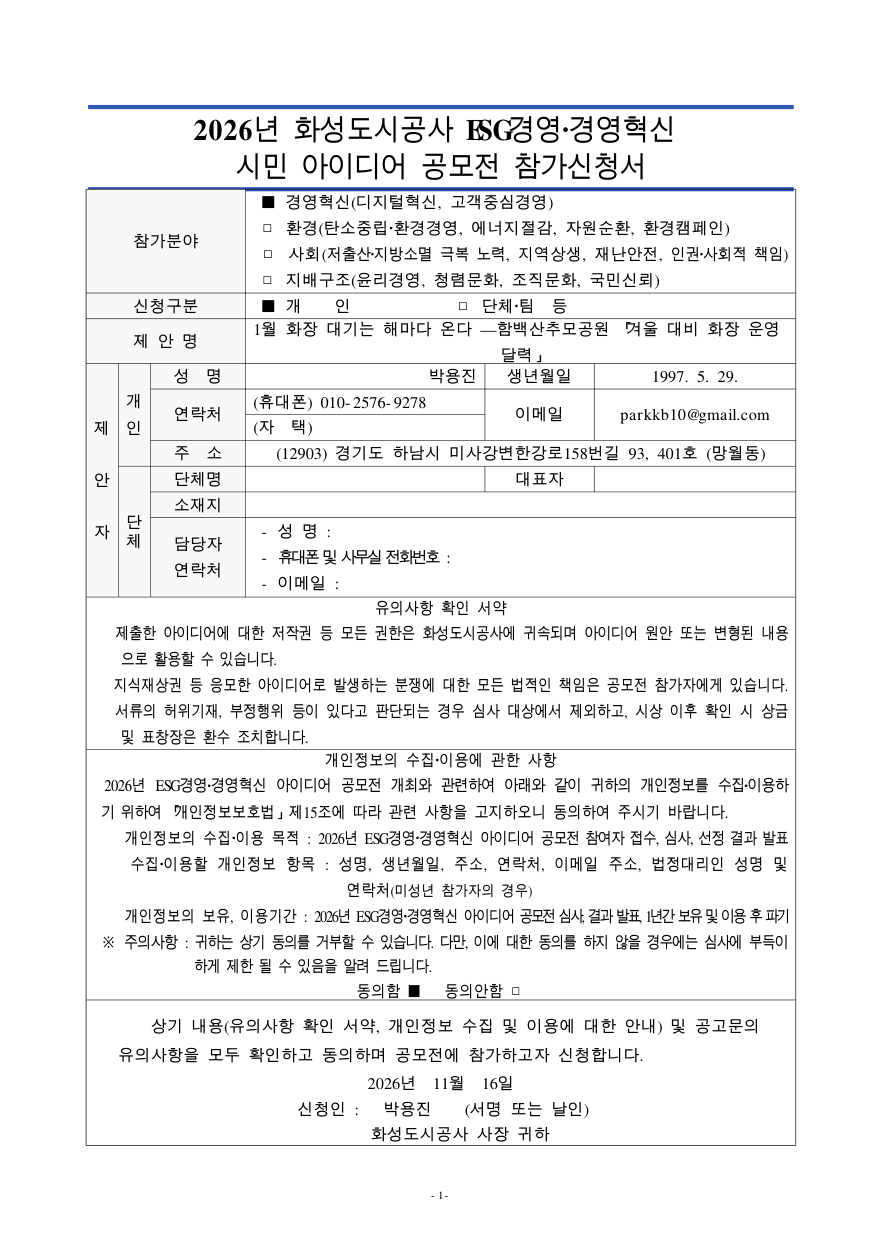 2026년 화성도시공사 ESG경영·경영혁신
시민 아이디어 공모전 참가신청서
참가분야
■ 경영혁신(디지털혁신, 고객중심경영)
□ 환경(탄소중립·환경경영, 에너지절감, 자원순환, 환경캠페인)
□ 사회(저출산·지방소멸 극복 노력, 지역상생, 재난안전, 인권·사회적 책임)
□ 지배구조(윤리경영, 청렴문화, 조직문화, 국민신뢰)
신청구분 ■ 개 인 □ 단체·팀 등
제 안 명 1월 화장 대기는 해마다 온다 —함백산추모공원 「겨울 대비 화장 운영
달력」
제 안 자
개 인
성 명 박용진 생년월일 1997. 5. 29.
연락처 (휴대폰) 010-2576-9278 이메일 parkkb10@gmail.com
(자 택)
주 소 (12903) 경기도 하남시 미사강변한강로158번길 93, 401호 (망월동)
단 체
단체명 대표자
소재지
담당자 연락처
- 성 명 :
- 휴대폰 및 사무실 전화번호 :
- 이메일 :
유의사항 확인 서약
제출한 아이디어에 대한 저작권 등 모든 권한은 화성도시공사에 귀속되며 아이디어 원안 또는 변형된 내용
으로 활용할 수 있습니다.
지식재상권 등 응모한 아이디어로 발생하는 분쟁에 대한 모든 법적인 책임은 공모전 참가자에게 있습니다.
서류의 허위기재, 부정행위 등이 있다고 판단되는 경우 심사 대상에서 제외하고, 시상 이후 확인 시 상금
및 표창장은 환수 조치합니다.
개인정보의 수집·이용에 관한 사항
2026년 ESG경영·경영혁신 아이디어 공모전 개최와 관련하여 아래와 같이 귀하의 개인정보를 수집·이용하
기 위하여 「개인정보보호법」제15조에 따라 관련 사항을 고지하오니 동의하여 주시기 바랍니다.
개인정보의 수집·이용 목적 : 2026년 ESG경영·경영혁신 아이디어 공모전 참여자 접수, 심사, 선정 결과 발표
수집·이용할 개인정보 항목 : 성명, 생년월일, 주소, 연락처, 이메일 주소, 법정대리인 성명 및
연락처(미성년 참가자의 경우)
개인정보의 보유, 이용기간 : 2026년 ESG경영·경영혁신 아이디어 공모전 심사, 결과 발표, 1년간 보유 및 이용 후 파기
※ 주의사항 : 귀하는 상기 동의를 거부할 수 있습니다. 다만, 이에 대한 동의를 하지 않을 경우에는 심사에 부득이
하게 제한 될 수 있음을 알려 드립니다.
동의함 ■ 동의안함 □
상기 내용(유의사항 확인 서약, 개인정보 수집 및 이용에 대한 안내) 및 공고문의
유의사항을 모두 확인하고 동의하며 공모전에 참가하고자 신청합니다.
2026년 11월 16일
신청인 : 박용진 (서명 또는 날인)
화성도시공사 사장 귀하
- 1 -